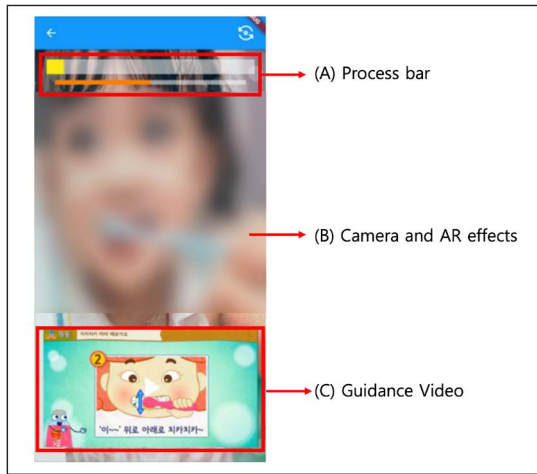 (A) Process bar
(B) Camera and AR effects
2
'이~~' 위로 아래로 치카치카~
(C) Guidance Video